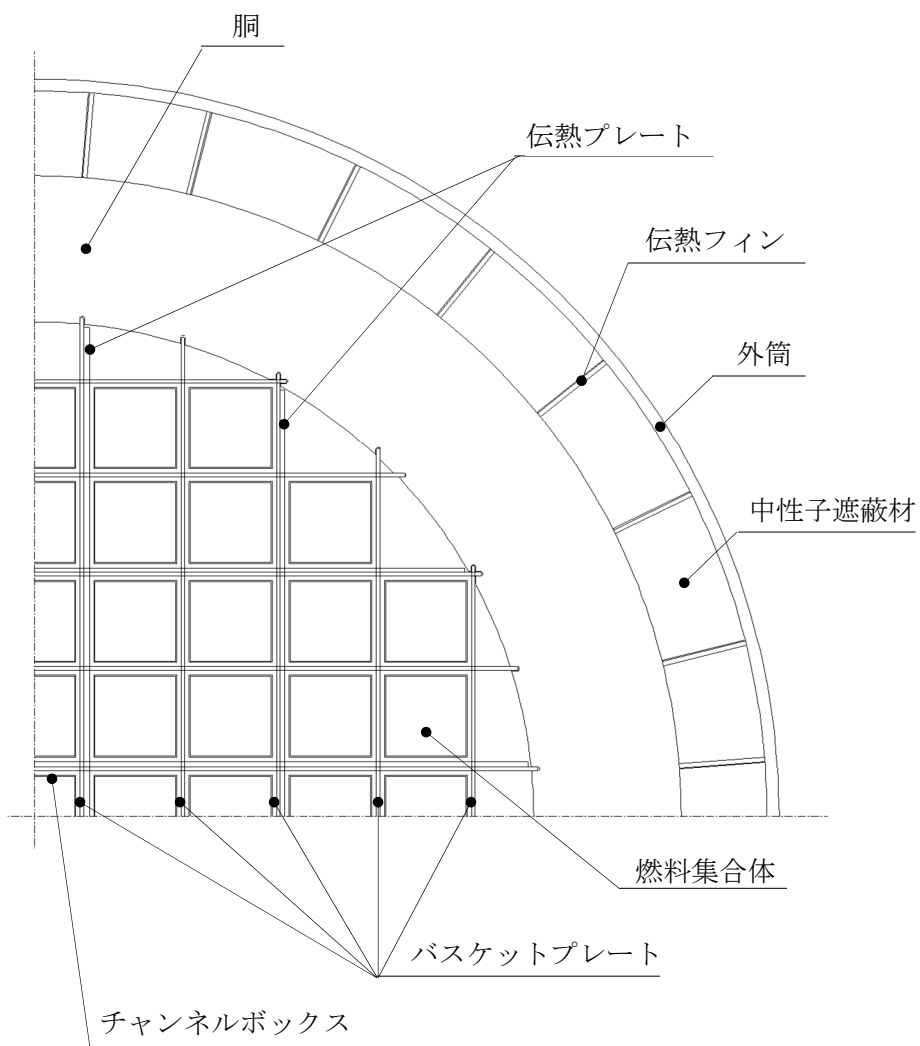 胴
伝熱プレート
伝熱フィン
外筒
中性子遮蔽材
燃料集合体
バスケットプレート
チャンネルボックス